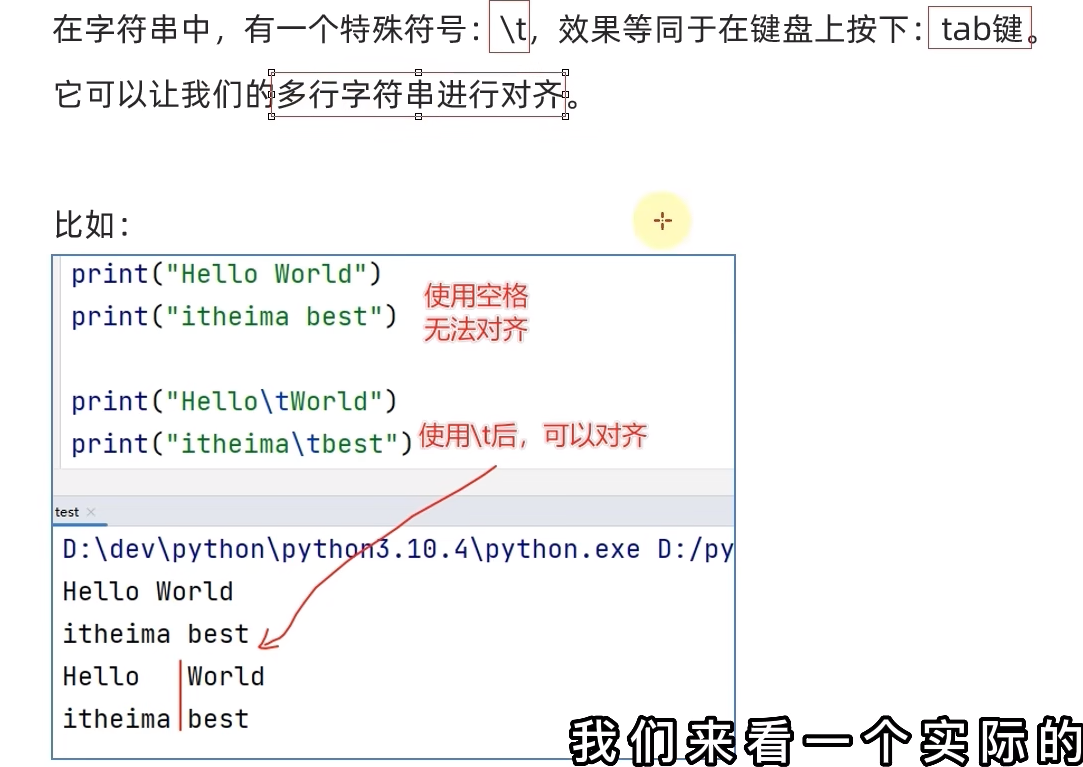 在字符串中，有一个特殊符号：\t，效果等同于在键盘上按下：tab键。
它可以让我们的多行字符串进行对齐。
比如：
print("Hello World")
print("itheima best")
使用空格
无法对齐
print("Hello\tWorld")
print("itheima\tbest")
使用\t后，可以对齐
test
D:\dev\python\python3.10.4\python.exe D:/py
Hello World
itheima best
Hello	World
itheima	best
我们来看一个实际的